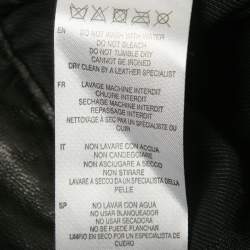 EN
DO NOT WASH WITH WATER
DO NOT BLEACH
DO NOT TUMBLE DRY
CANNOT BE IRONED
DRY CLEAN BY A LEATHER SPECIALIST
FR
LAVAGE MACHINE INTERDIT
CHLORE INTERDIT
SECHAGE MACHINE INTERDIT
REPASSAGE INTERDIT
NETTOYAGE À SEC PAR UN SPÉCIALISTE DU
CUIR
IT
NON LAVARE CON ACQUA
NON CANDEGGIARE
NON ASCIUGARE A SECCO
NON STIRARE
LAVARE A SECCO DA UN SPECIALISTA DELLA
PELLE
SP
NO LAVAR CON AGUA
NO USAR BLANQUEADOR
NO USAR SECADORA
NO SE PUEDE PLANCHAR
LIMPIO EN SECO POR UN ESPECIALISTA DE
CUERO